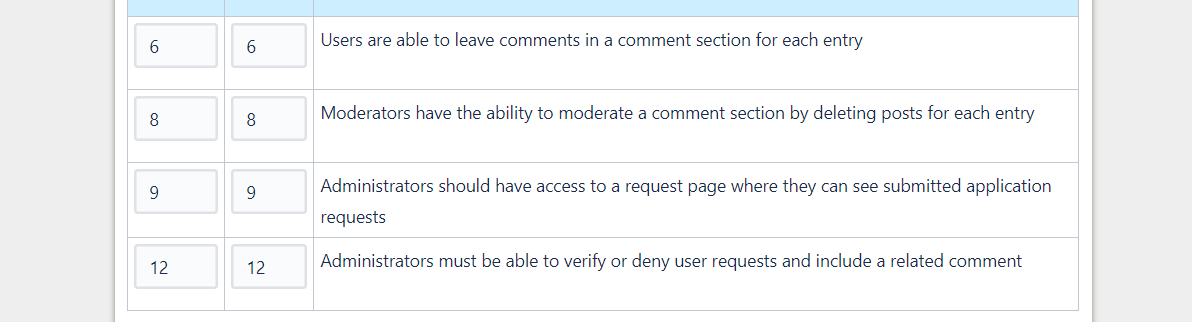 6 6 Users are able to leave comments in a comment section for each entry
8 8 Moderators have the ability to moderate a comment section by deleting posts for each entry
9 9 Administrators should have access to a request page where they can see submitted application
requests
12 12 Administrators must be able to verify or deny user requests and include a related comment